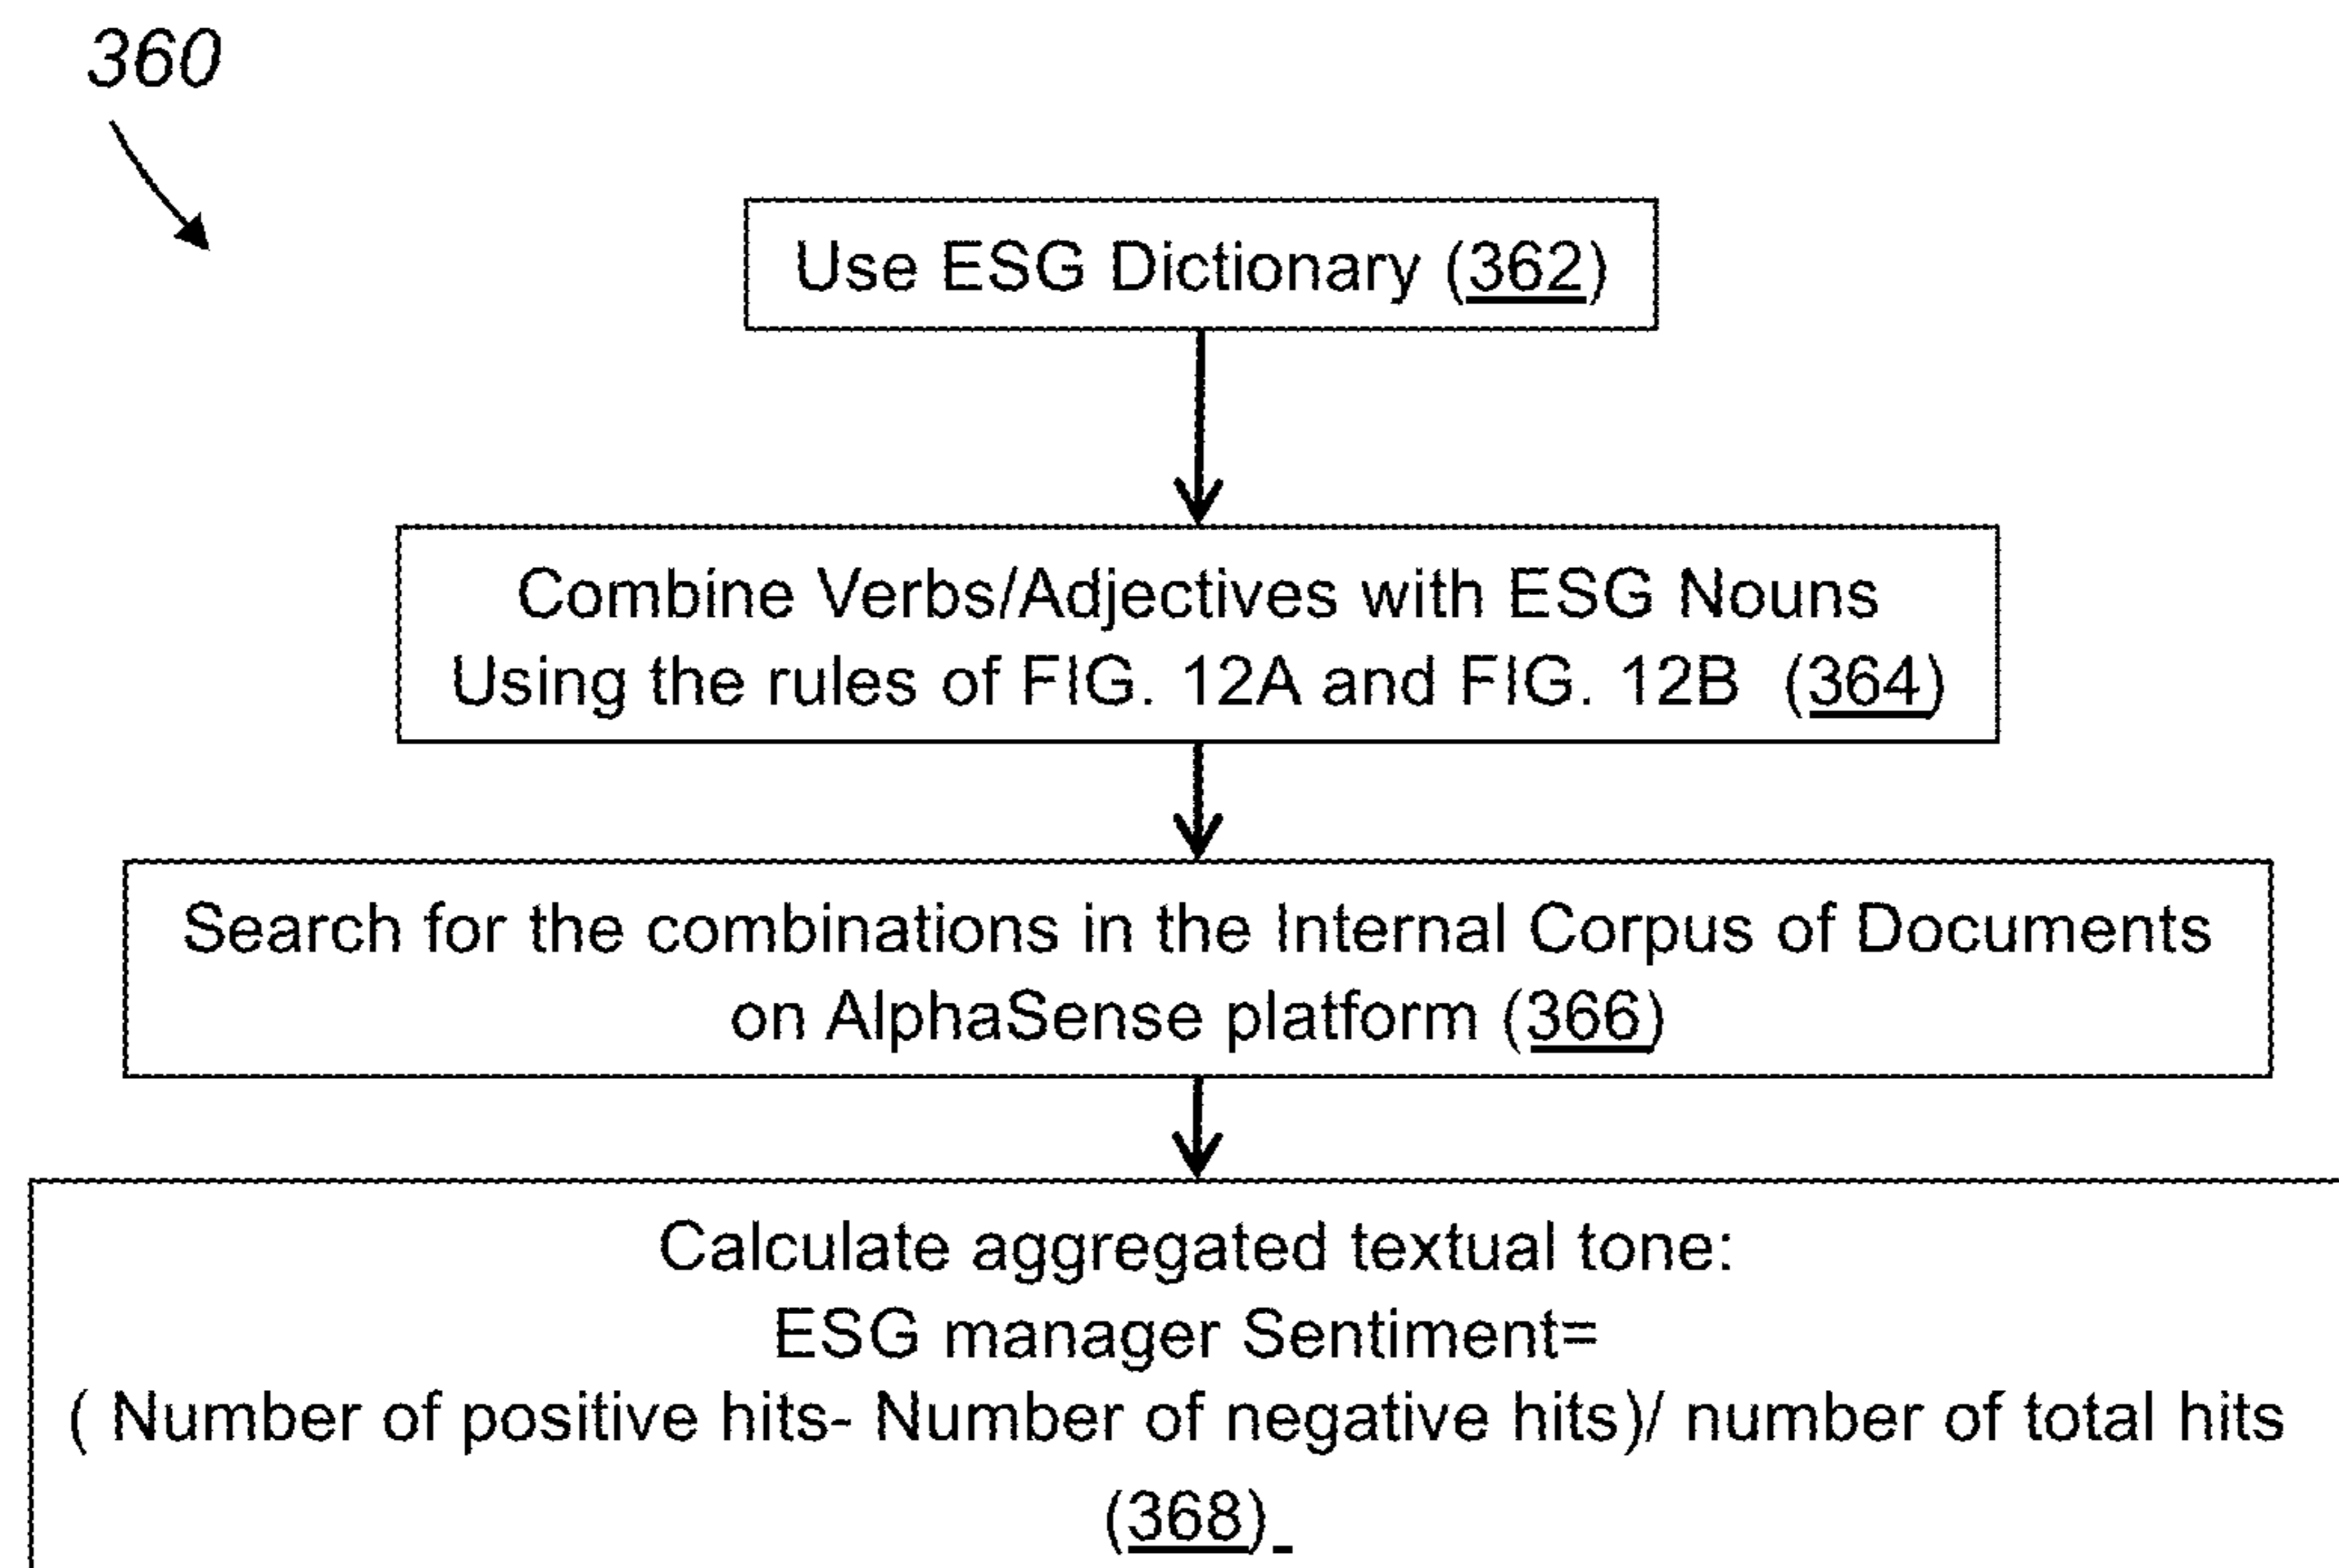 360
Use ESG Dictionary (362)
Combine Verbs/Adjectives with ESG Nouns
Using the rules of FIG. 12A and FIG. 12B (364)
Search for the combinations in the Internal Corpus of Documents
on AlphaSense platform (366)
Calculate aggregated textual tone:
ESG manager Sentiment=
( Number of positive hits- Number of negative hits)/ number of total hits
(368)